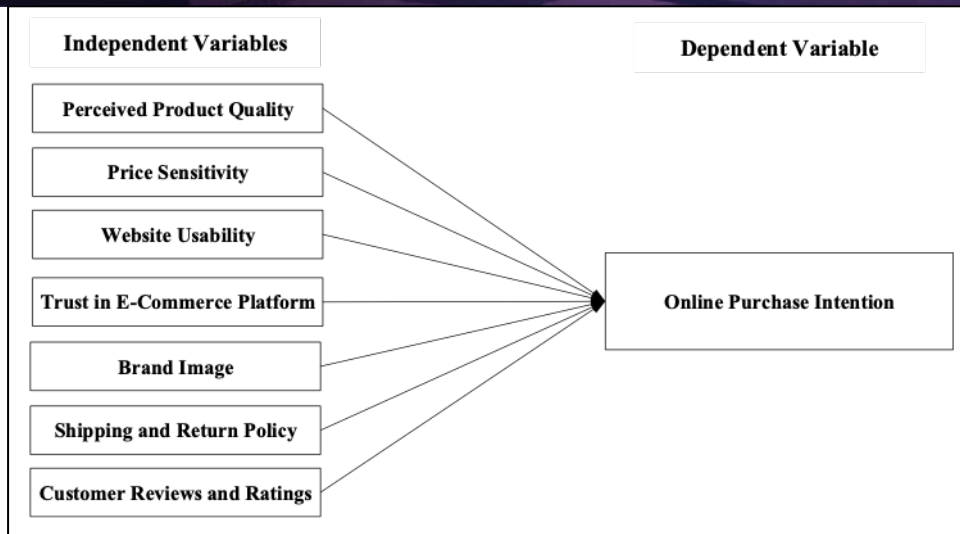 Independent Variables
Dependent Variable
Perceived Product Quality
Price Sensitivity
Website Usability
Trust in E-Commerce Platform
Brand Image
Shipping and Return Policy
Customer Reviews and Ratings
Online Purchase Intention